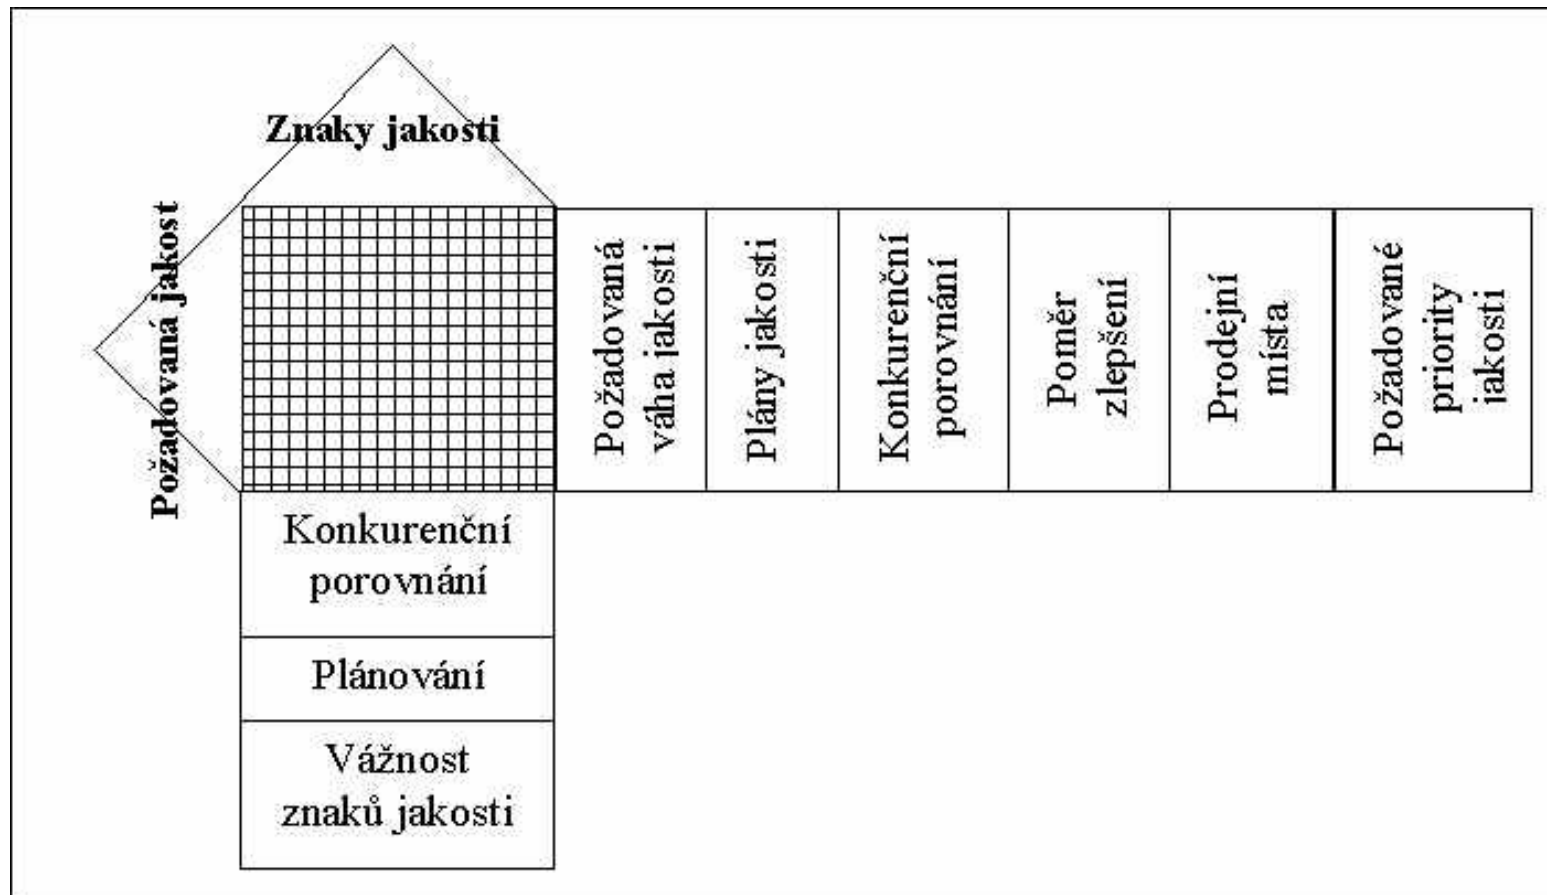 Znaky jakosti
Požadovaná jakost
Požadovaná
váha jakosti
Plány jakosti
Konkurenční
porovnání
Poměr
zlepšení
Prodejní
místa
Požadované
priority
jakosti
Konkurenční
porovnání
Plánování
Vážnost
znaků jakosti